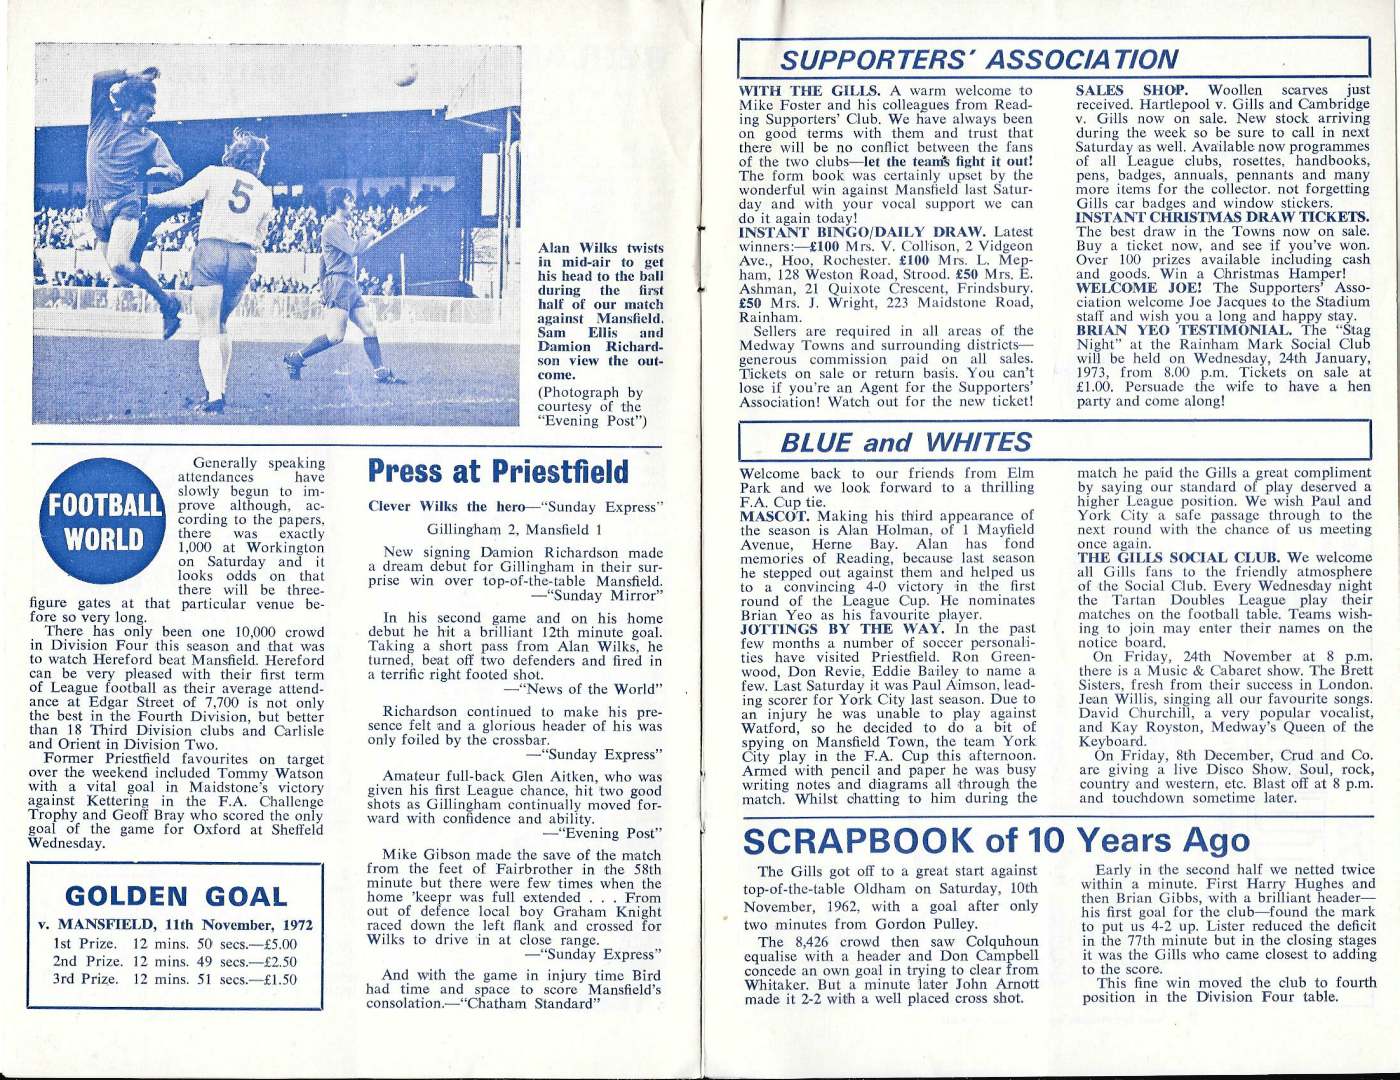 5
Alan Wilks twists
in mid-air to get
his head to the ball
during the first
half of our match
against Mansfield.
Sam Ellis and
Damion Richard-
son view the out-
come.
(Photograph by
courtesy of the
“Evening Post”)
FOOTBALL
WORLD
Generally speaking
attendances have
slowly begun to im-
prove although, ac-
cording to the papers,
there was exactly
1,000 at Workington
on Saturday and it
looks odds on that
there will be three-
figure gates at that particular venue be-
fore so very long.
There has only been one 10,000 crowd
in Division Four this season and that was
to watch Hereford beat Mansfield. Hereford
can be very pleased with their first term
of League football as their average attend-
ance at Edgar Street of 7,700 is not only
the best in the Fourth Division, but better
than 18 Third Division clubs and Carlisle
and Orient in Division Two.
Former Priestfield favourites on target
over the weekend included Tommy Watson
with a vital goal in Maidstone's victory
against Kettering in the F.A. Challenge
Trophy and Geoff Bray who scored the only
goal of the game for Oxford at Sheffeld
Wednesday.
GOLDEN GOAL
v. MANSFIELD, 11th November, 1972
1st Prize. 12 mins. 50 secs.—£5.00
2nd Prize. 12 mins. 49 secs.—£2.50
3rd Prize. 12 mins. 51 secs.—£1.50
Press at Priestfield
Clever Wilks the hero—“Sunday Express”
Gillingham 2, Mansfield 1
New signing Damion Richardson made
a dream debut for Gillingham in their sur-
prise win over top-of-the-table Mansfield.
—“Sunday Mirror”
In his second game and on his home
debut he hit a brilliant 12th minute goal.
Taking a short pass from Alan Wilks, he
turned, beat off two defenders and fired in
a terrific right footed shot.
—“News of the World”
Richardson continued to make his pre-
sence felt and a glorious header of his was
only foiled by the crossbar.
—“Sunday Express”
Amateur full-back Glen Aitken, who was
given his first League chance, hit two good
shots as Gillingham continually moved for-
ward with confidence and ability.
—“Evening Post”
Mike Gibson made the save of the match
from the feet of Fairbrother in the 58th
minute but there were few times when the
home 'keepr was full extended . . . From
out of defence local boy Graham Knight
raced down the left flank and crossed for
Wilks to drive in at close range.
—“Sunday Express”
And with the game in injury time Bird
had time and space to score Mansfield's
consolation.—“Chatham Standard”
SUPPORTERS' ASSOCIATION
WITH THE GILLS. A warm welcome to
Mike Foster and his colleagues from Read-
ing Supporters' Club. We have always been
on good terms with them and trust that
there will be no conflict between the fans
of the two clubs—let the team's fight it out!
The form book was certainly upset by the
wonderful win against Mansfield last Satur-
day and with your vocal support we can
do it again today!
INSTANT BINGO/DAILY DRAW. Latest
winners:—£100 Mrs. V. Collison, 2 Vidgeon
Ave., Hoo, Rochester. £100 Mrs. L. Mep-
ham, 128 Weston Road, Strood. £50 Mrs. E.
Ashman, 21 Quixote Crescent, Frindsbury.
£50 Mrs. J. Wright, 223 Maidstone Road,
Rainham.
Sellers are required in all areas of the
Medway Towns and surrounding districts—
generous commission paid on all sales.
Tickets on sale or return basis. You can't
lose if you're an Agent for the Supporters'
Association! Watch out for the new ticket!
SALES SHOP. Woollen scarves just
received. Hartlepool v. Gills and Cambridge
v. Gills now on sale. New stock arriving
during the week so be sure to call in next
Saturday as well. Available now programmes
of all League clubs, rosettes, handbooks,
pens, badges, annuals, pennants and many
more items for the collector. not forgetting
Gills car badges and window stickers.
INSTANT CHRISTMAS DRAW TICKETS.
The best draw in the Towns now on sale.
Buy a ticket now, and see if you've won.
Over 100 prizes available including cash
and goods. Win a Christmas Hamper!
WELCOME JOE! The Supporters' Asso-
ciation welcome Joe Jacques to the Stadium
staff and wish you a long and happy stay.
BRIAN YEO TESTIMONIAL. The “Stag
Night” at the Rainham Mark Social Club
will be held on Wednesday, 24th January,
1973, from 8.00 p.m. Tickets on sale at
£1.00. Persuade the wife to have a hen
party and come along!
BLUE and WHITES
Welcome back to our friends from Elm
Park and we look forward to a thrilling
F.A. Cup tie.
MASCOT. Making his third appearance of
the season is Alan Holman, of 1 Mayfield
Avenue, Herne Bay. Alan has fond
memories of Reading, because last season
he stepped out against them and helped us
to a convincing 4-0 victory in the first
round of the League Cup. He nominates
Brian Yeo as his favourite player.
JOTTINGS BY THE WAY. In the past
few months a number of soccer personali-
ties have visited Priestfield. Ron Green-
wood, Don Revie, Eddie Bailey to name a
few. Last Saturday it was Paul Aimson, lead-
ing scorer for York City last season. Due to
an injury he was unable to play against
Watford, so he decided to do a bit of
spying on Mansfield Town, the team York
City play in the F.A. Cup this afternoon.
Armed with pencil and paper he was busy
writing notes and diagrams all through the
match. Whilst chatting to him during the
match he paid the Gills a great compliment
by saying our standard of play deserved a
higher League position. We wish Paul and
York City a safe passage through to the
next round with the chance of us meeting
once again.
THE GILLS SOCIAL CLUB. We welcome
all Gills fans to the friendly atmosphere
of the Social Club. Every Wednesday night
the Tartan Doubles League play their
matches on the football table. Teams wish-
ing to join may enter their names on the
notice board.
On Friday, 24th November at 8 p.m.
there is a Music & Cabaret show. The Brett
Sisters, fresh from their success in London.
Jean Willis, singing all our favourite songs.
David Churchill, a very popular vocalist,
and Kay Royston, Medway's Queen of the
Keyboard.
On Friday, 8th December, Crud and Co.
are giving a live Disco Show. Soul, rock,
country and western, etc. Blast off at 8 p.m.
and touchdown sometime later.
SCRAPBOOK of 10 Years Ago
The Gills got off to a great start against
top-of-the-table Oldham on Saturday, 10th
November, 1962, with a goal after only
two minutes from Gordon Pulley.
The 8,426 crowd then saw Colquhoun
equalise with a header and Don Campbell
concede an own goal in trying to clear from
Whitaker. But a minute later John Arnott
made it 2-2 with a well placed cross shot.
Early in the second half we netted twice
within a minute. First Harry Hughes and
then Brian Gibbs, with a brilliant header—
his first goal for the club—found the mark
to put us 4-2 up. Lister reduced the deficit
in the 77th minute but in the closing stages
it was the Gills who came closest to adding
to the score.
This fine win moved the club to fourth
position in the Division Four table.